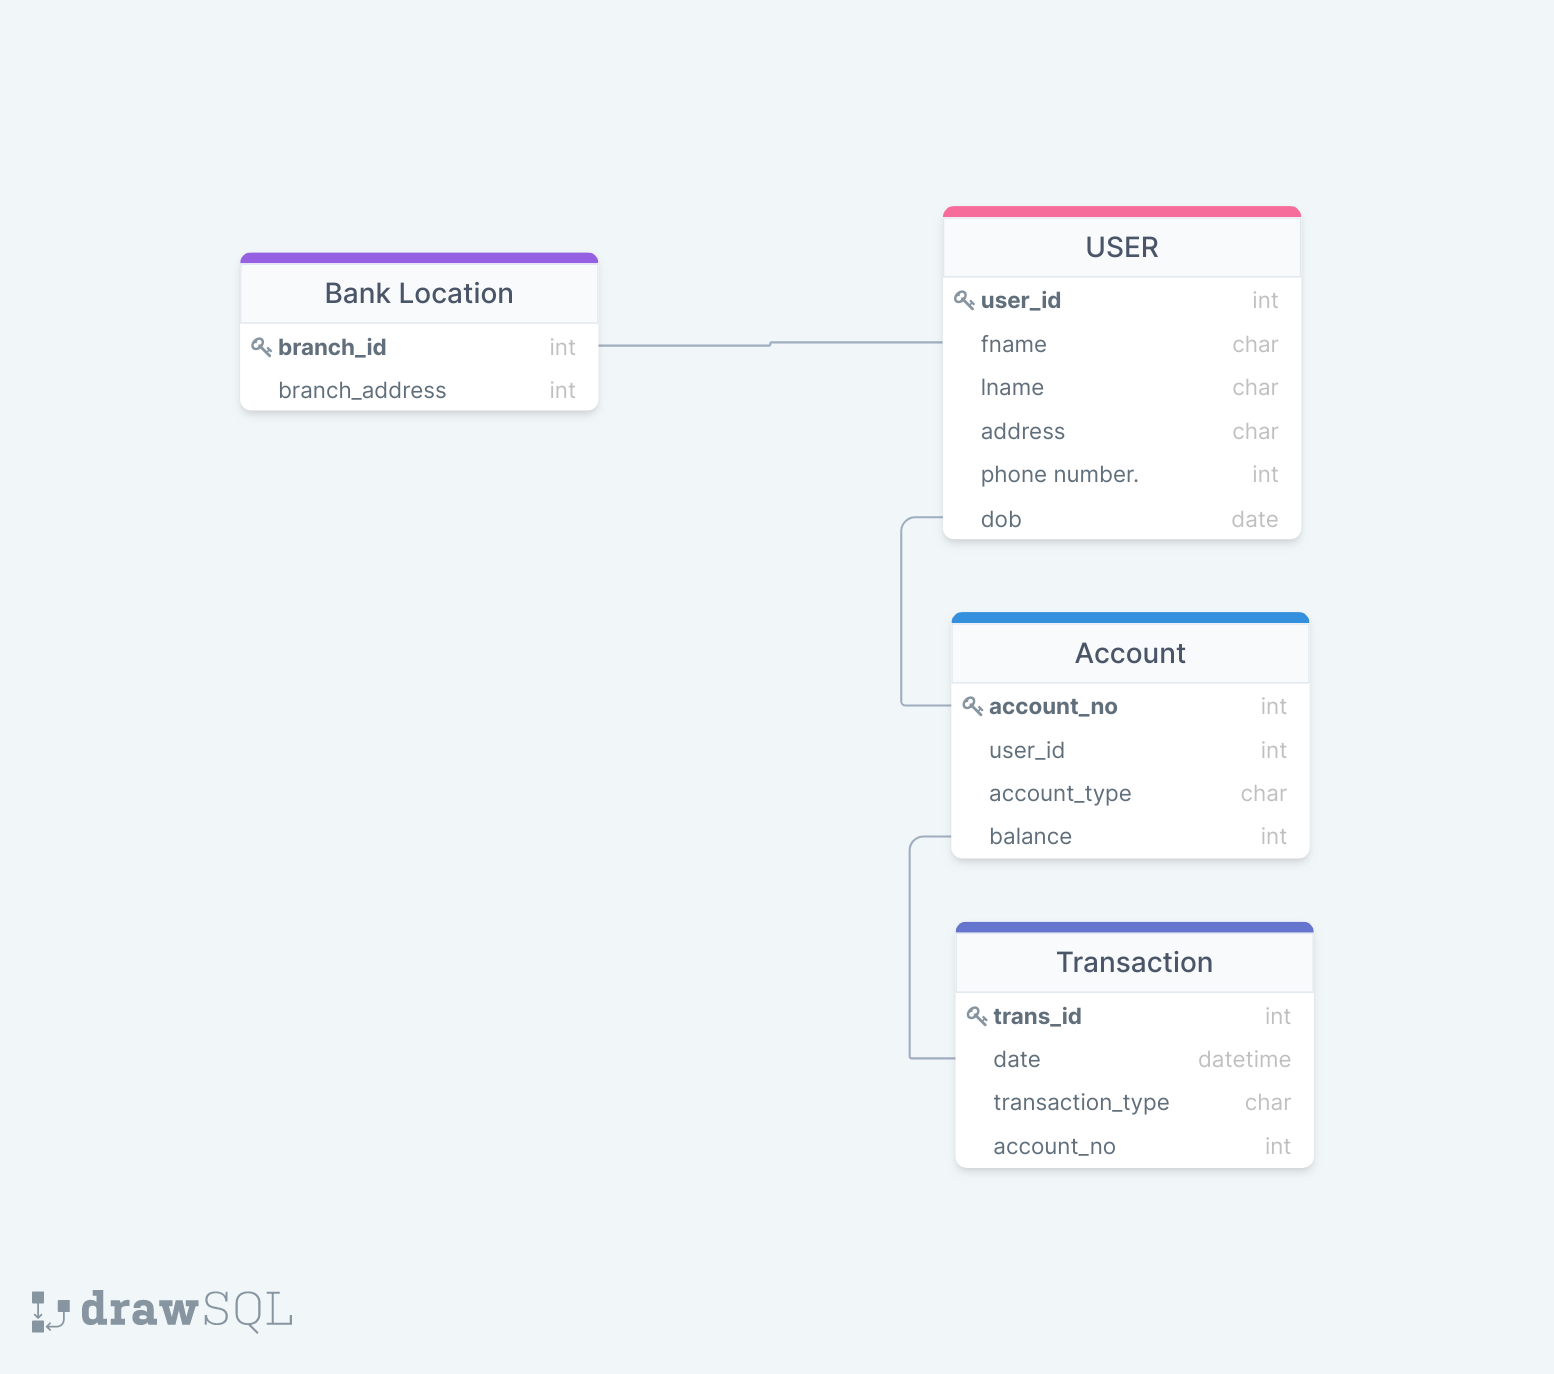 Bank Location
branch_id int
branch_address int
USER
user_id int
fname char
lname char
address char
phone number. int
dob date
Account
account_no int
user_id int
account_type char
balance int
Transaction
trans_id int
date datetime
transaction_type char
account_no int
drawSQL